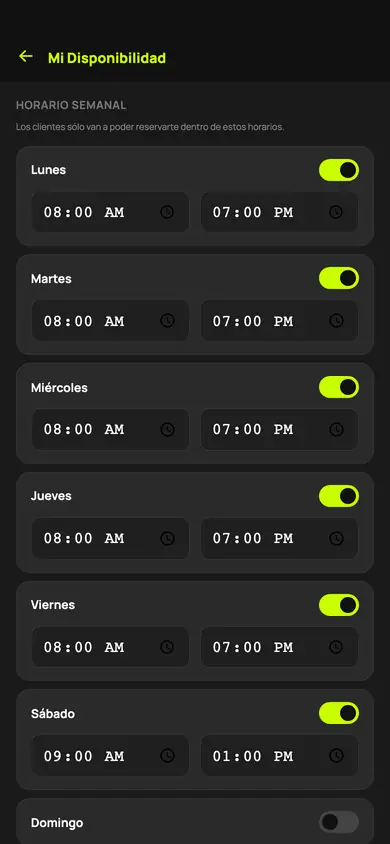 Mi Disponibilidad
HORARIO SEMANAL
Los clientes sólo van a poder reservarte dentro de estos horarios.
Lunes
08:00 AM 07:00 PM
Martes
08:00 AM 07:00 PM
Miércoles
08:00 AM 07:00 PM
Jueves
08:00 AM 07:00 PM
Viernes
08:00 AM 07:00 PM
Sábado
09:00 AM 01:00 PM
Domingo